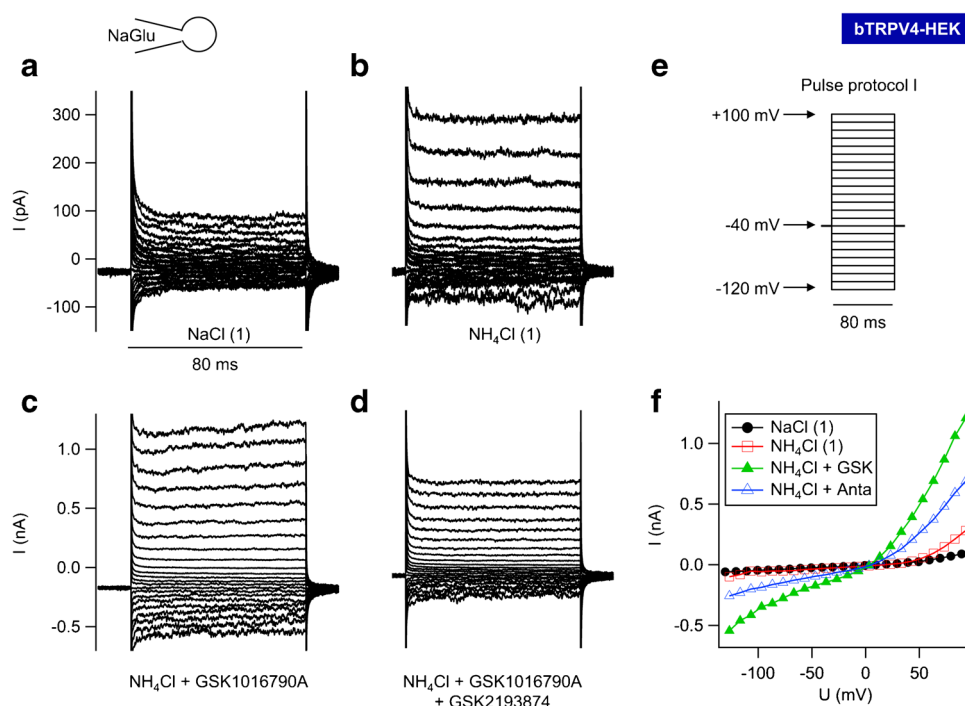 NaGlu
bTRPV4-HEK
a
b
e
Pulse protocol I
300
200
100
0
-100
I (pA)
NaCl (1)
80 ms
NH₄Cl (1)
+100 mV
-40 mV
-120 mV
80 ms
c
d
f
1.0
0.5
0.0
-0.5
I (nA)
NH₄Cl + GSK1016790A
NH₄Cl + GSK1016790A
+ GSK2193874
NaCl (1)
NH₄Cl (1)
NH₄Cl + GSK
NH₄Cl + Anta
1.0
0.5
0.0
-0.5
I (nA)
-100
-50
0
50
U (mV)